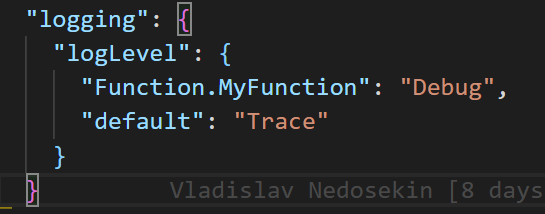 "logging": {
"logLevel": {
"Function.MyFunction": "Debug",
"default": "Trace"
}
} Vladislav Nedosekin [8 days